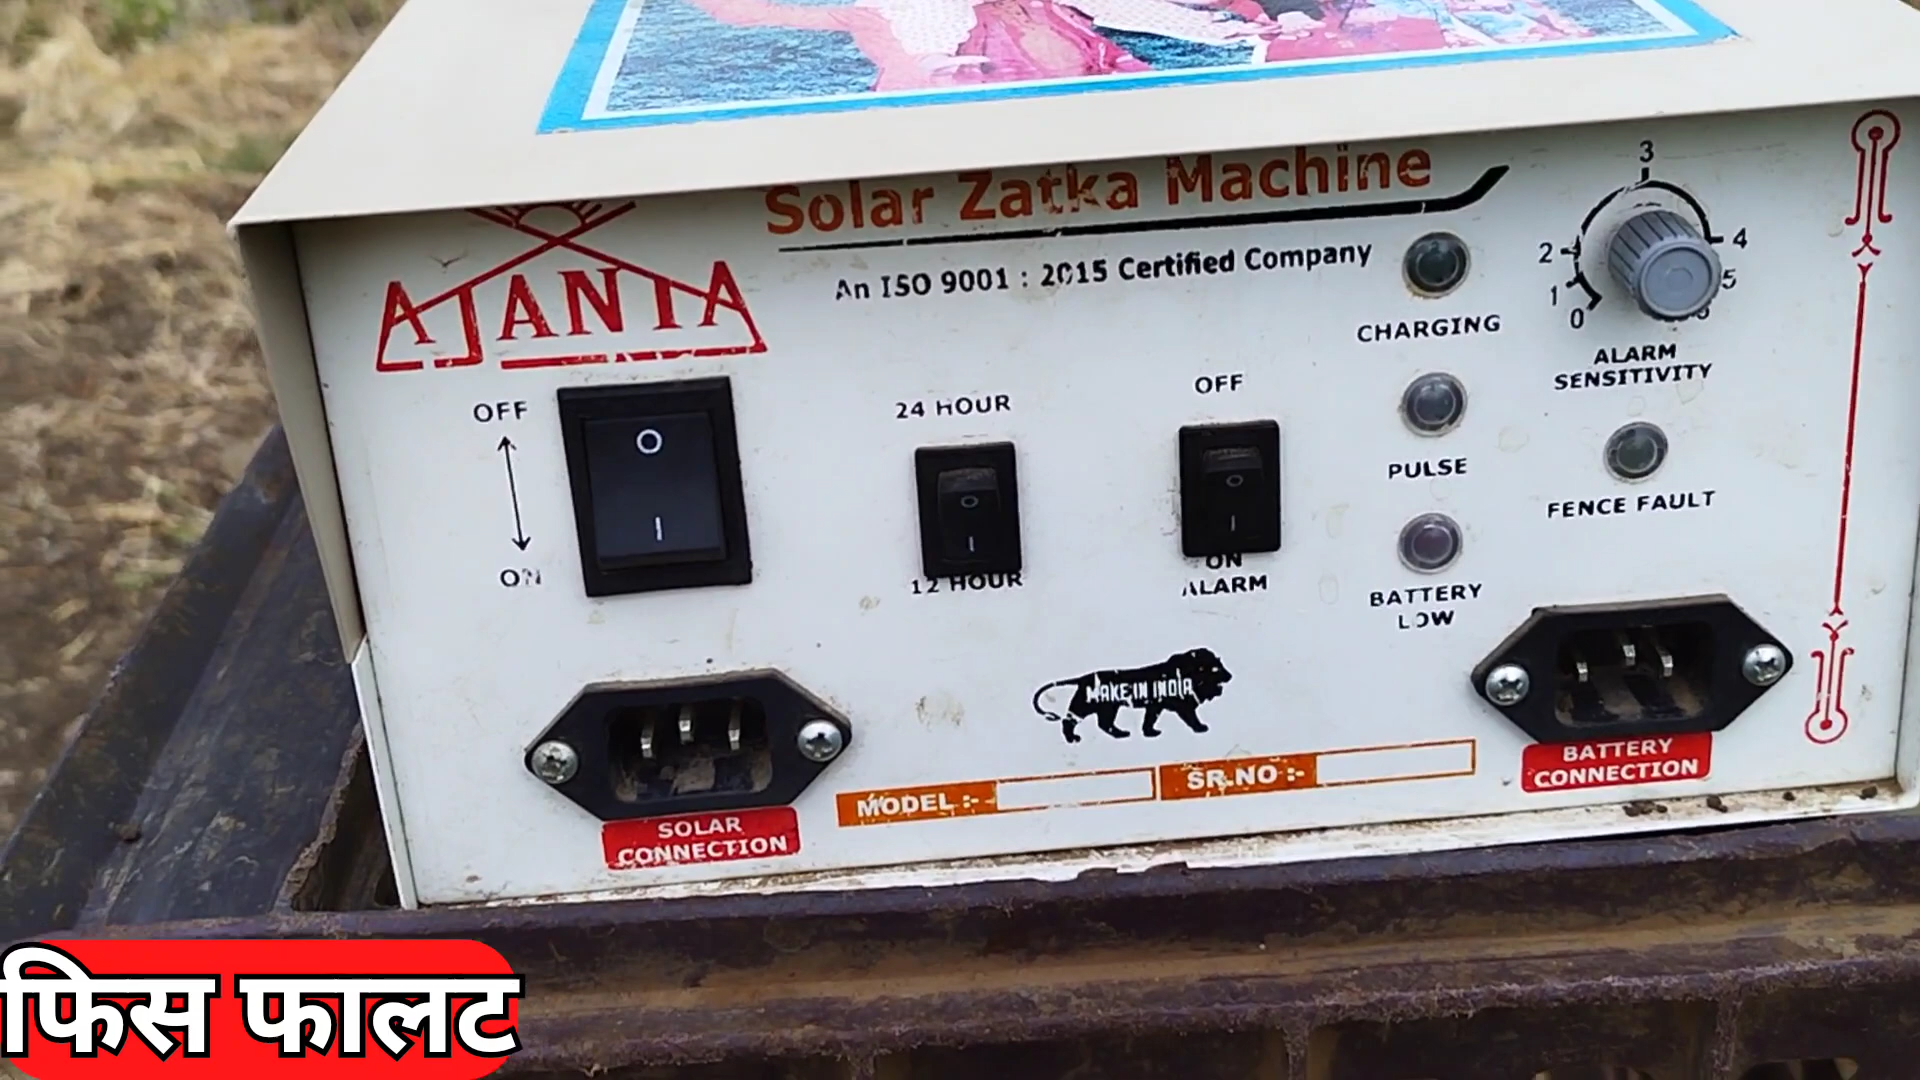 Solar Zatka Machine
An ISO 9001 : 2015 Certified Company
AJANTA
OFF
ON
24 HOUR
12 HOUR
OFF
ON
ALARM
CHARGING
PULSE
BATTERY
LOW
0
1
2
3
4
5
ALARM
SENSITIVITY
FENCE FAULT
MAKE IN INDIA
SOLAR
CONNECTION
MODEL :-
SR.NO :-
BATTERY
CONNECTION
फिस फालट